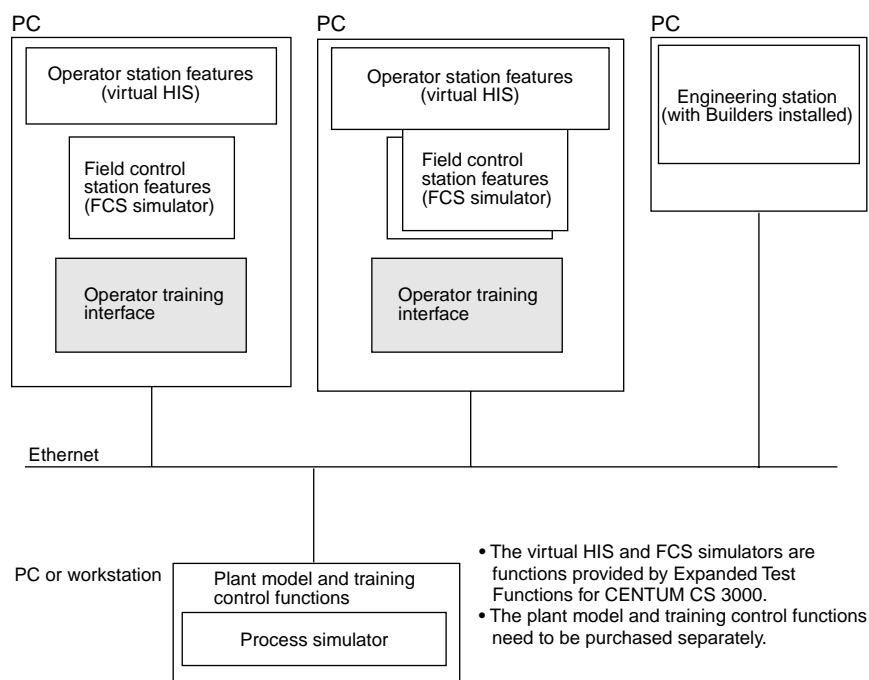 PC
Operator station features
(virtual HIS)
Field control
station features
(FCS simulator)
Operator training
interface
PC
Operator station features
(virtual HIS)
Field control
station features
(FCS simulator)
Operator training
interface
PC
Engineering station
(with Builders installed)
Ethernet
PC or workstation
Plant model and training
control functions
Process simulator
• The virtual HIS and FCS simulators are
functions provided by Expanded Test
Functions for CENTUM CS 3000.
• The plant model and training control functions
need to be purchased separately.